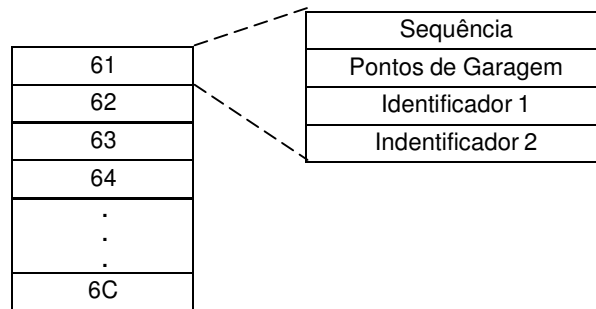 61
62
63
64
.
.
.
6C
Sequência
Pontos de Garagem
Identificador 1
Indentificador 2